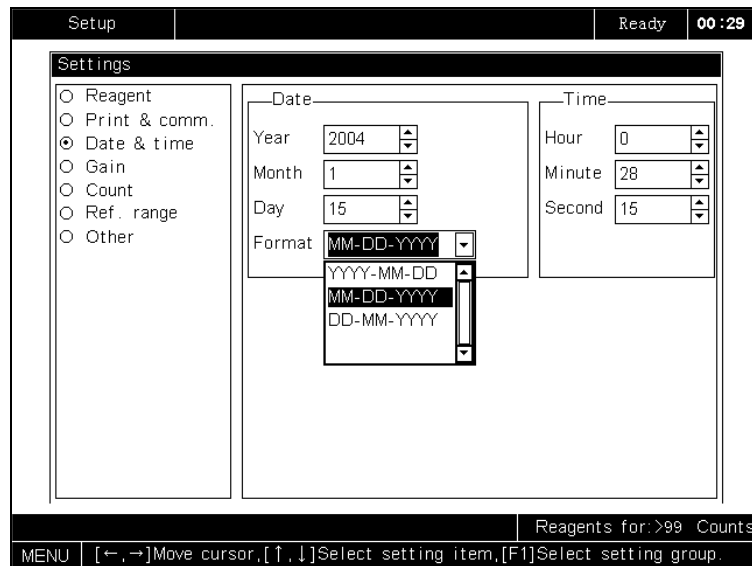 Setup Ready 00:29
Settings
Reagent
Print & comm.
Date & time
Gain
Count
Ref. range
Other
Date
Year 2004
Month 1
Day 15
Format MM-DD-YYYY
YYYY-MM-DD
MM-DD-YYYY
DD-MM-YYYY
Time
Hour 0
Minute 28
Second 15
Reagents for:>99 Counts
MENU [←,→]Move cursor,[↑,↓]Select setting item,[F1]Select setting group.